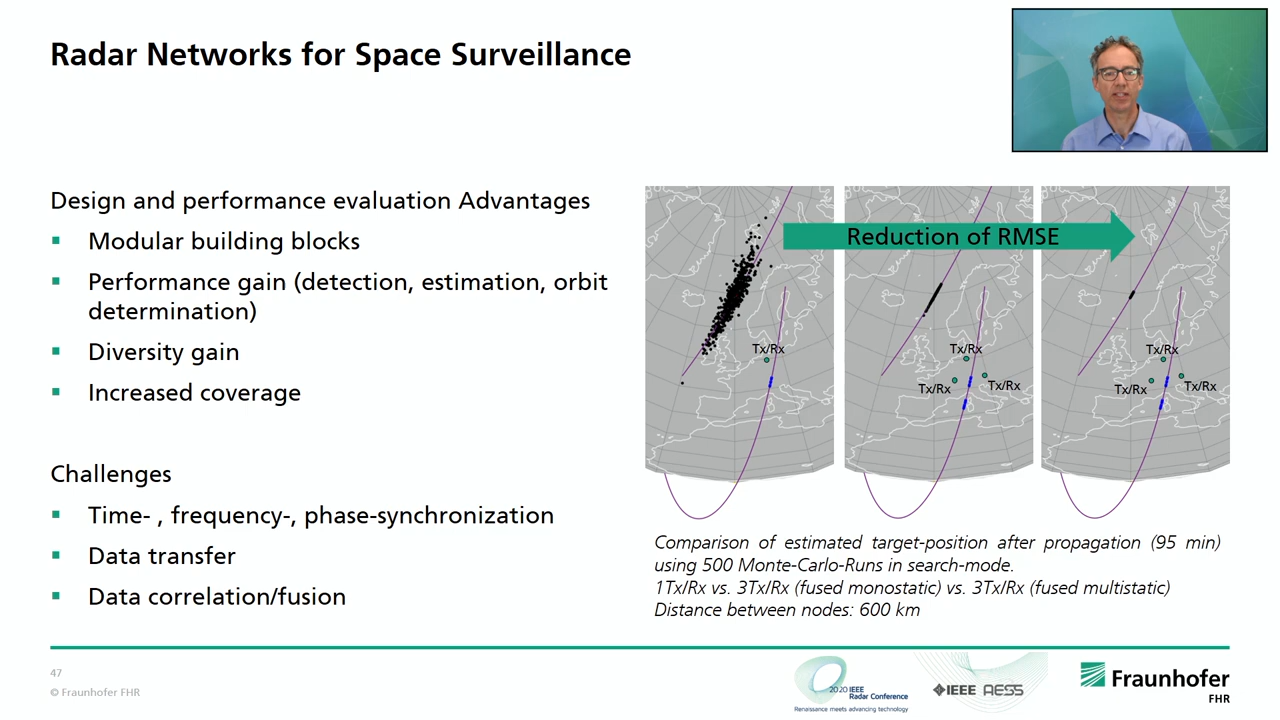 Radar Networks for Space Surveillance
Design and performance evaluation Advantages
Modular building blocks
Performance gain (detection, estimation, orbit
determination)
Diversity gain
Increased coverage
Challenges
Time- , frequency-, phase-synchronization
Data transfer
Data correlation/fusion
Reduction of RMSE
Tx/Rx
Tx/Rx
Tx/Rx
Tx/Rx
Tx/Rx
Tx/Rx
Tx/Rx
Comparison of estimated target-position after propagation (95 min)
using 500 Monte-Carlo-Runs in search-mode.
1Tx/Rx vs. 3Tx/Rx (fused monostatic) vs. 3Tx/Rx (fused multistatic)
Distance between nodes: 600 km
47
© Fraunhofer FHR
2020 IEEE
Radar Conference
Renaissance meets advancing technology
IEEE AESS
Fraunhofer
FHR